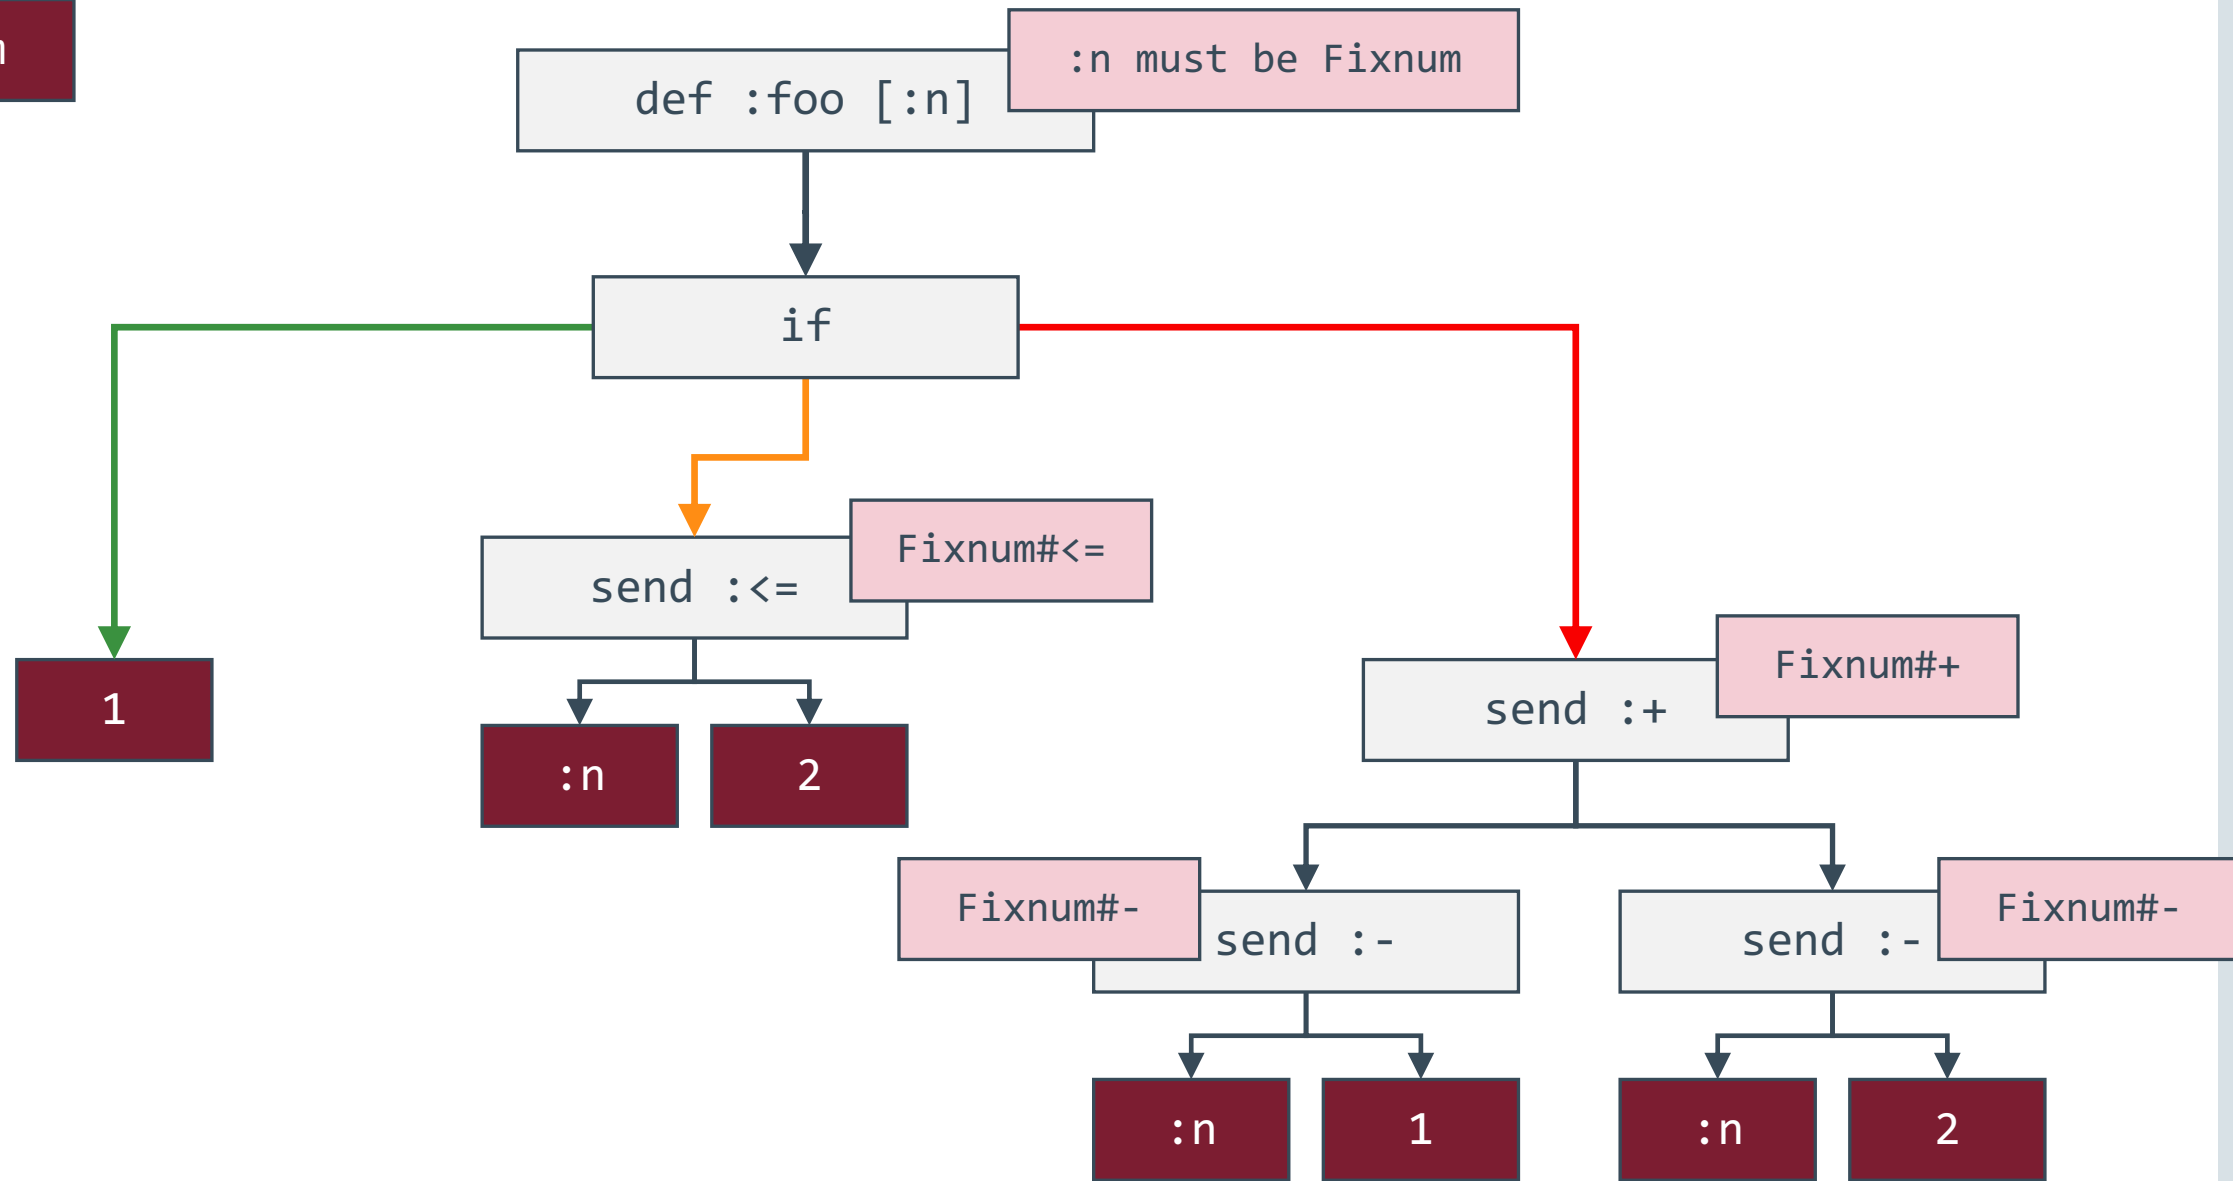 :n must be Fixnum
def :foo [:n]
if
Fixnum#<=
send :<=
Fixnum#+
1
send :+
:n
2
Fixnum#-
Fixnum#-
send :-
send :-
:n
1
:n
2